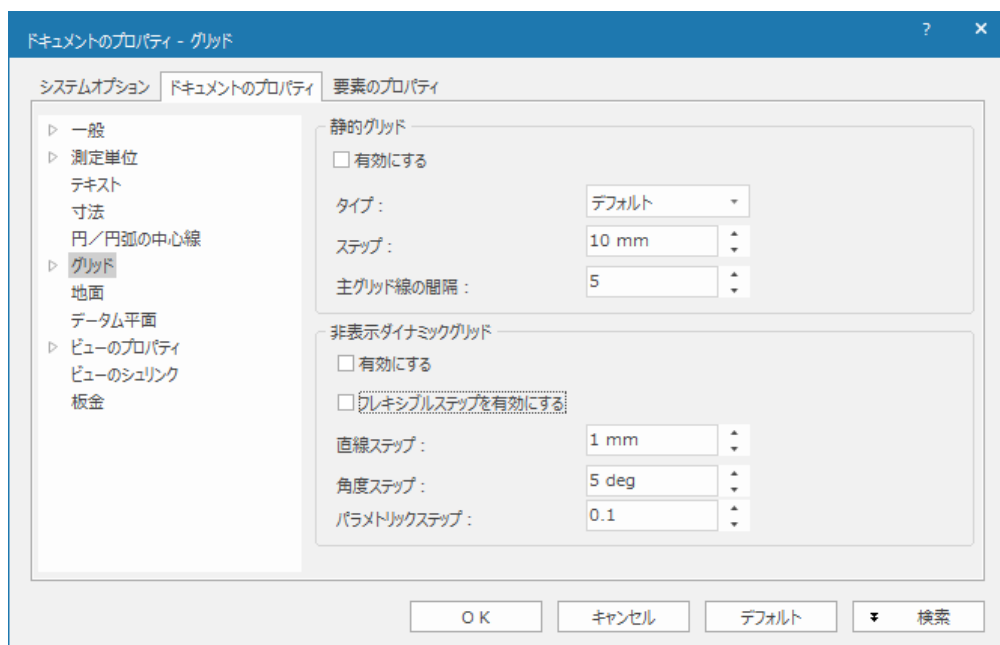 ドキュメントのプロパティ - グリッド
? ×
システムオプション ドキュメントのプロパティ 要素のプロパティ
一般
測定単位
テキスト
寸法
円／円弧の中心線
グリッド
地面
データム平面
ビューのプロパティ
ビューのシュリンク
板金
静的グリッド
有効にする
タイプ : デフォルト
ステップ : 10 mm
主グリッド線の間隔 : 5
非表示ダイナミックグリッド
有効にする
フレキシブルステップを有効にする
直線ステップ : 1 mm
角度ステップ : 5 deg
パラメトリックステップ : 0.1
OK キャンセル デフォルト 検索